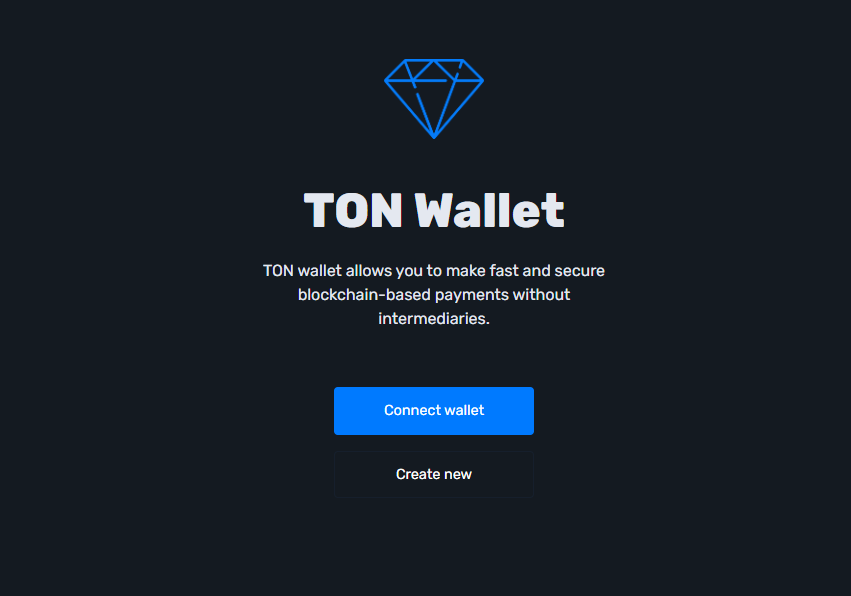 TON Wallet
TON wallet allows you to make fast and secure
blockchain-based payments without
intermediaries.
Connect wallet
Create new